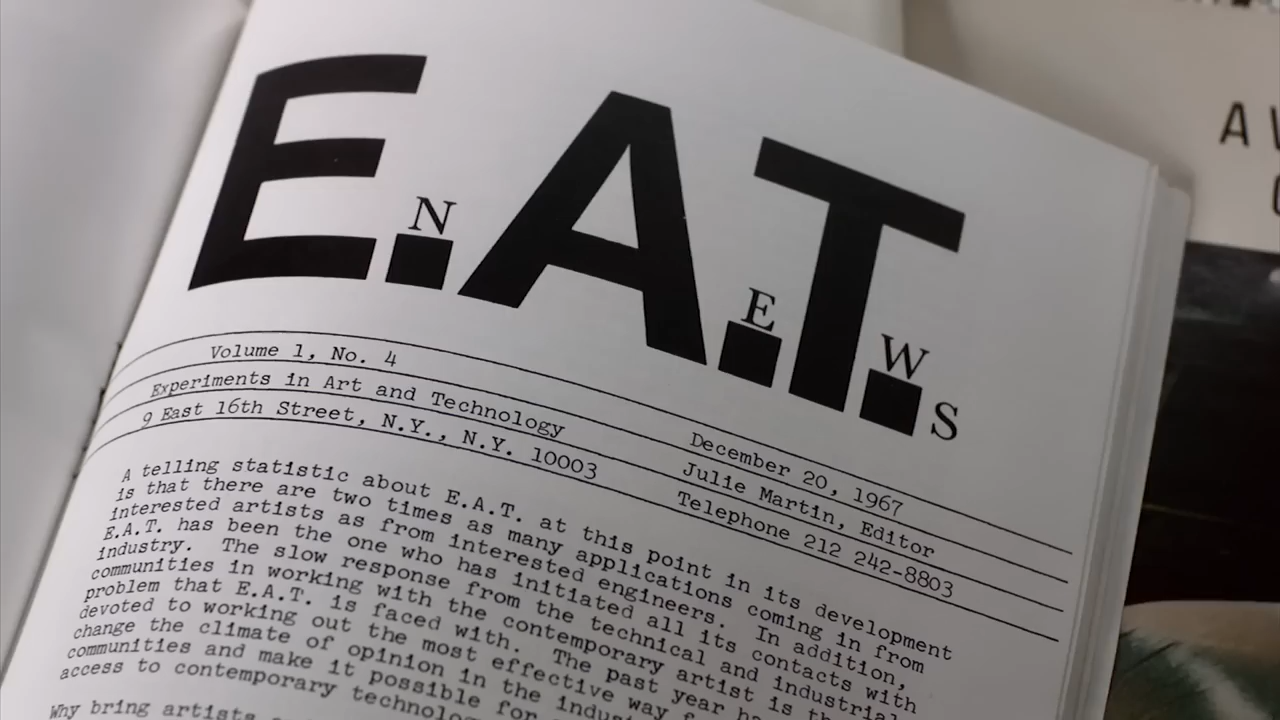 E.A.T.
NEWS
Volume 1, No. 4 December 20, 1967
Experiments in Art and Technology Julie Martin, Editor
9 East 16th Street, N.Y., N.Y. 10003 Telephone 212 242-8803
A telling statistic about E.A.T. at this point in its development
is that there are two times as many applications coming in from
interested artists as from interested engineers. In addition,
E.A.T. has been the one who has initiated all its contacts with
industry. The slow response from the technical and industrial
communities in working with the contemporary artist is
problem that E.A.T. is faced with. The past year
devoted to working out the most effective way
change the climate of opinion in the
communities and make it possible for
access to contemporary
Why bring artists